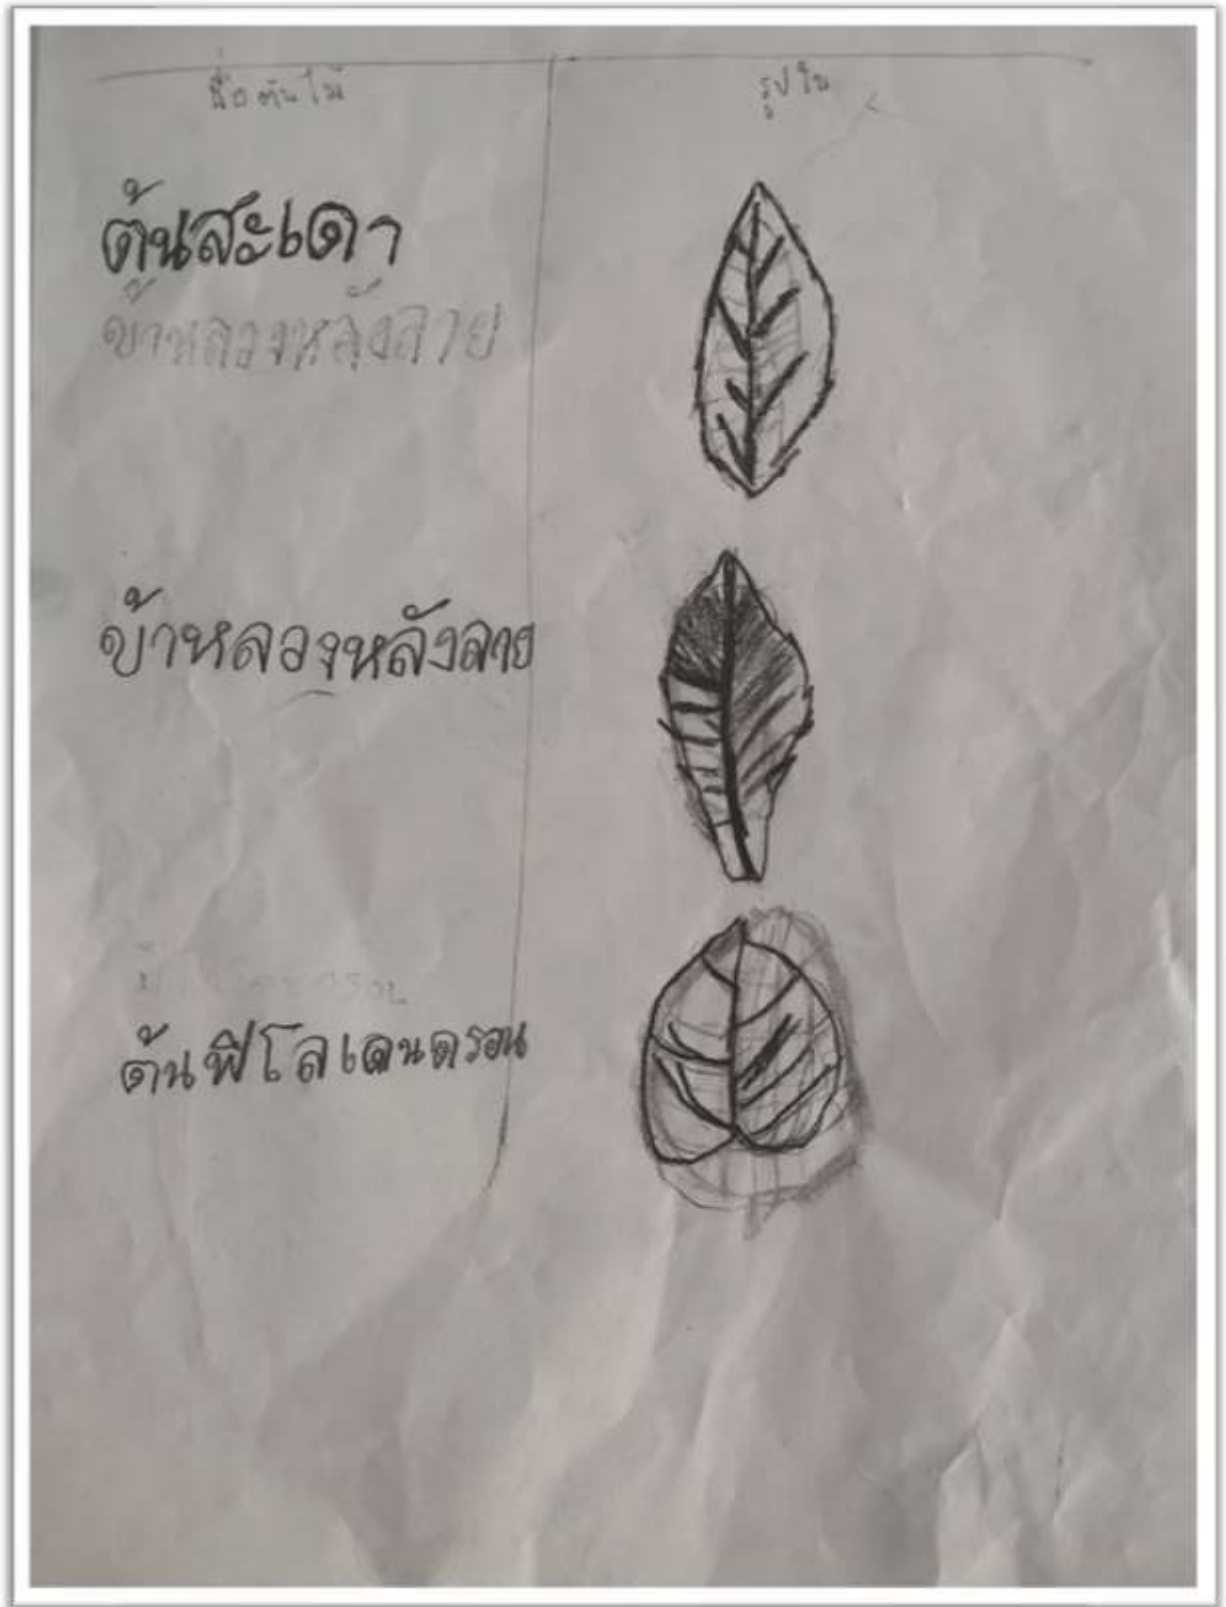 ชื่อต้นไม้
รูปใบ
ต้นสะเดา
บ้าหลวงหลังลาย
บ้าหลวงหลังลาย
ต้นฟิโลเดนดรอน